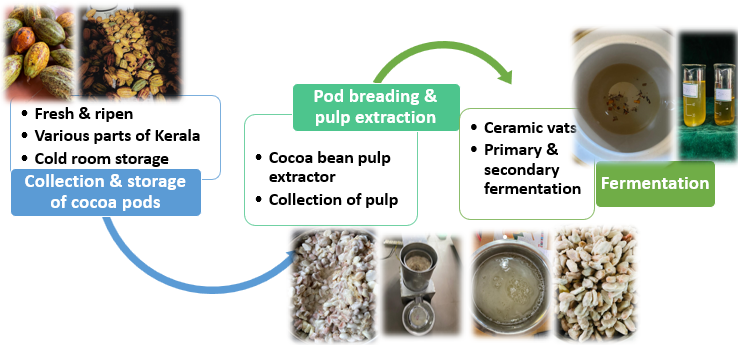 Fresh & ripen
Various parts of Kerala
Cold room storage
Collection & storage
of cocoa pods
Pod breading &
pulp extraction
Cocoa bean pulp
extractor
Collection of pulp
Ceramic vats
Primary &
secondary
fermentation
Fermentation